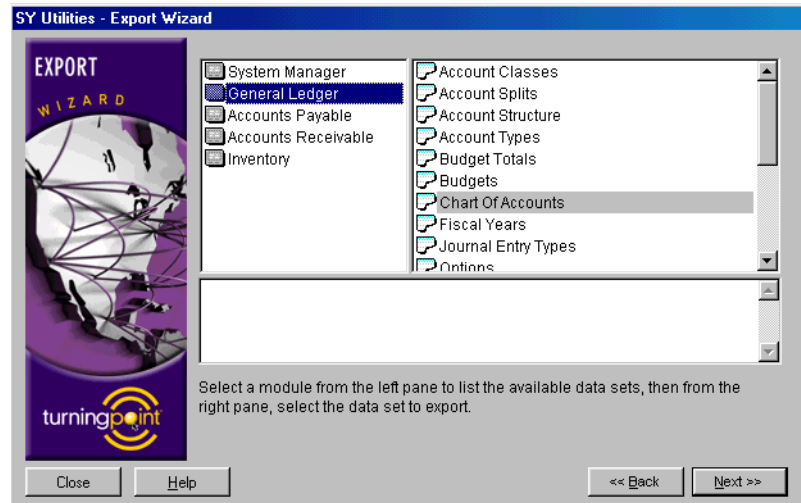 SY Utilities - Export Wizard
EXPORT
WIZARD
System Manager
General Ledger
Accounts Payable
Accounts Receivable
Inventory
Account Classes
Account Splits
Account Structure
Account Types
Budget Totals
Budgets
Chart Of Accounts
Fiscal Years
Journal Entry Types
Options
Select a module from the left pane to list the available data sets, then from the
right pane, select the data set to export.
turningpoint
Close
Help
<< Back
Next >>